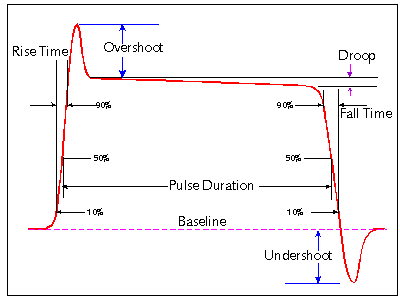 Overshoot
Rise Time
Droop
90%
90%
Fall Time
50%
50%
Pulse Duration
10%
10%
Baseline
Undershoot